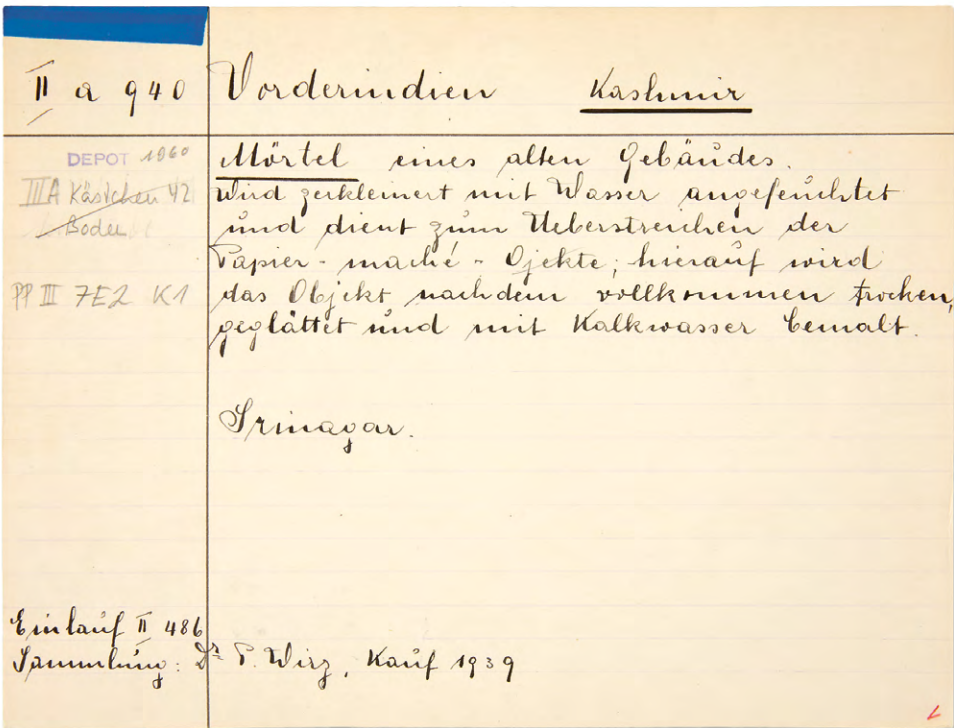 II a 940 Vorderindien Kashmir
DEPOT 1960
IIIA Kästchen 42
Boden
PP III 7E2 K1
Mörtel eines alten Gebäudes.
Wird zerkleinert mit Wasser angefeuchtet
und dient zum Ueberstreichen der
Papier-maché-Ojekte; hierauf wird
das Objekt nachdem vollkommen trocken,
geglättet und mit Kalkwasser bemalt.
Srinagar.
Einlauf II 486
Sammlung: Dr P. Wirz, Kauf 1939